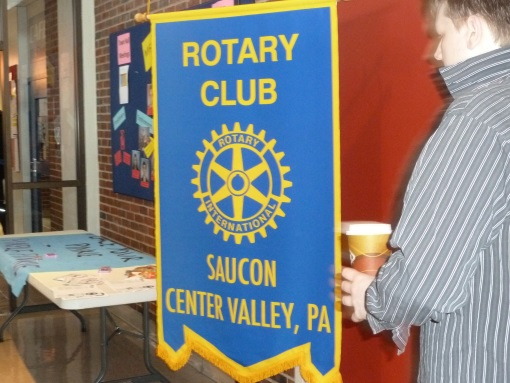 ROTARY
CLUB
ROTARY
INTERNATIONAL
SAUCON
CENTER VALLEY, PA